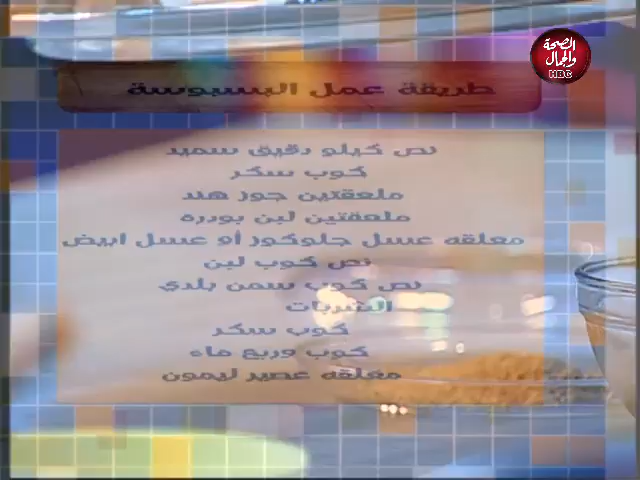 الصحة
والجمال
HBC
طريقة عمل البسبوسة
نص كيلو دقيق سميد
كوب سكر
ملعقتين جوز هند
ملعقتين لبن بودره
معلقه عسل جلوكوز أو عسل ابيض
نص كوب لبن
نص كوب سمن بلدي
الشربات
كوب سكر
كوب وربع ماء
معلقه عصير ليمون